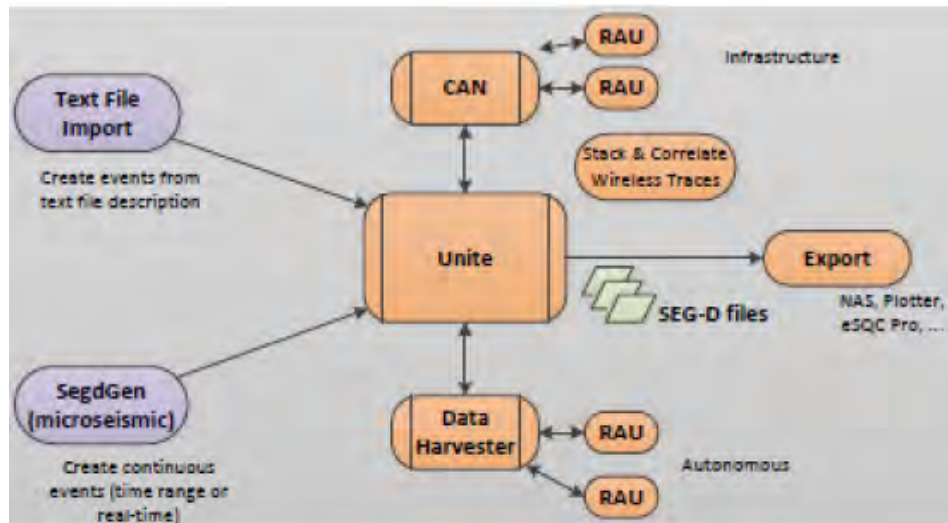 RAU
Infrastructure
CAN
RAU
Text File
Import
Stack & Correlate
Wireless Traces
Create events from
text file description
Unite
Export
SEG-D files
NAS, Plotter,
eSQC Pro, ....
SegdGen
(microseismic)
Data
Harvester
RAU
Autonomous
Create continuous
events (time range or
real-time)
RAU